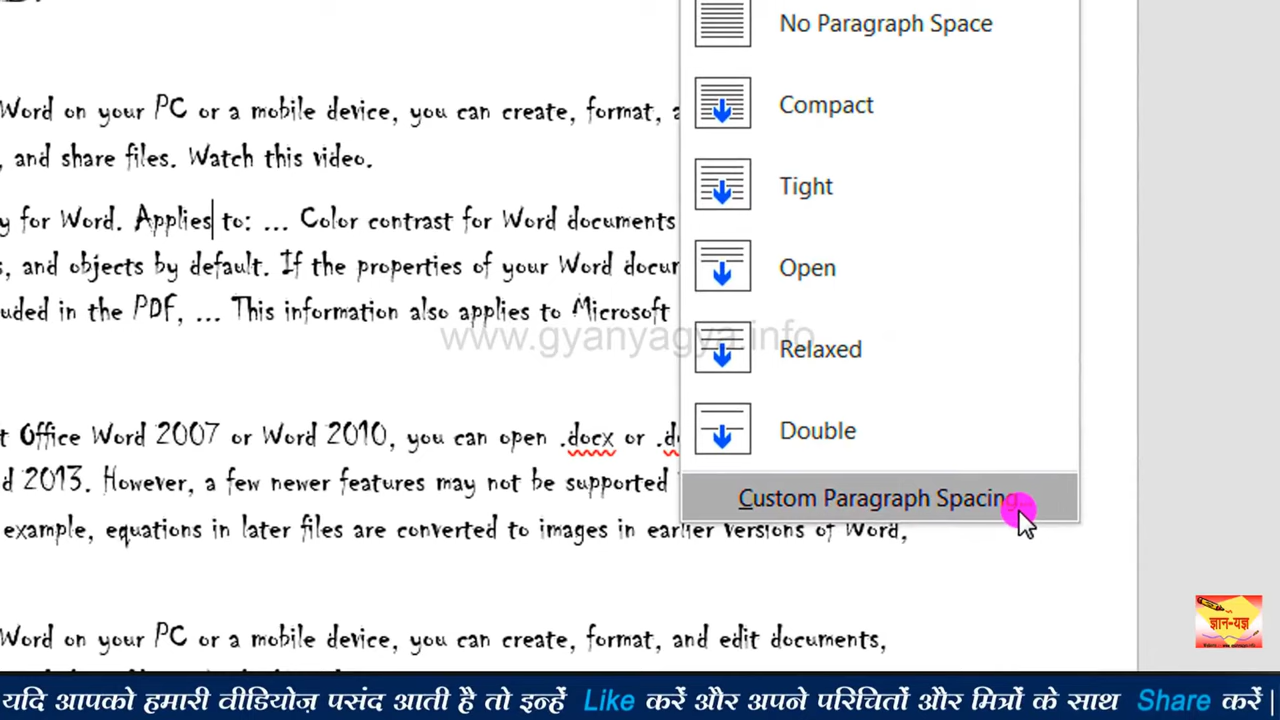 No Paragraph Space
Word on your PC or a mobile device, you can create, format,
Compact
, and share files. Watch this video.
Tight
y for Word. Applies to: ... Color contrast for Word documents
s, and objects by default. If the properties of your Word docum
Open
uded in the PDF, ... This information also applies to Microsoft
www.gyanyagya.info
Relaxed
t Office Word 2007 or Word 2010, you can open .docx or .do
Double
d 2013. However, a few newer features may not be supported
Custom Paragraph Spacing
example, equations in later files are converted to images in earlier versions of Word,
ज्ञान-यज्ञ
Word on your PC or a mobile device, you can create, format, and edit documents,
यदि आपको हमारी वीडियोज़ पसंद आती है तो इन्हें Like करें और अपने परिचितों और मित्रों के साथ Share करें |